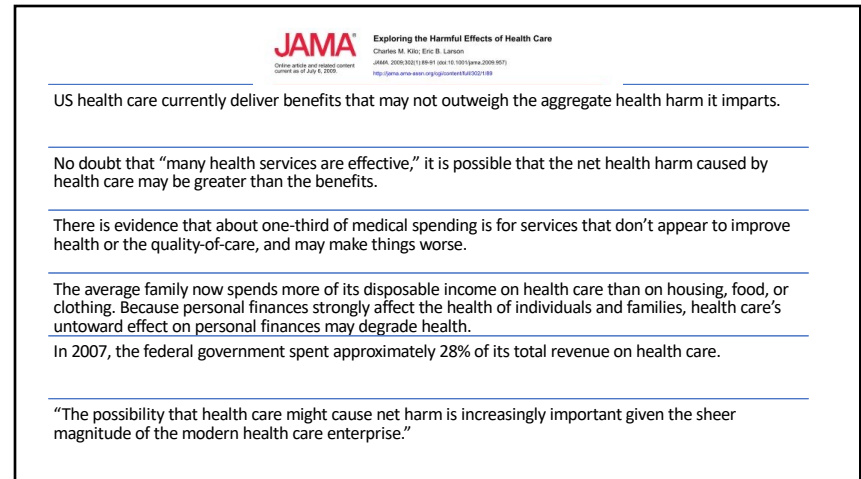 JAMA®
Online article and related content
current as of July 6, 2009.
Exploring the Harmful Effects of Health Care
Charles M. Kilo; Eric B. Larson
JAMA. 2009;302(1):89-91 (doi:10.1001/jama.2009.957)
http://jama.ama-assn.org/cgi/content/full/302/1/89
US health care currently deliver benefits that may not outweigh the aggregate health harm it imparts.
No doubt that “many health services are effective,” it is possible that the net health harm caused by
health care may be greater than the benefits.
There is evidence that about one-third of medical spending is for services that don’t appear to improve
health or the quality-of-care, and may make things worse.
The average family now spends more of its disposable income on health care than on housing, food, or
clothing. Because personal finances strongly affect the health of individuals and families, health care’s
untoward effect on personal finances may degrade health.
In 2007, the federal government spent approximately 28% of its total revenue on health care.
“The possibility that health care might cause net harm is increasingly important given the sheer
magnitude of the modern health care enterprise.”